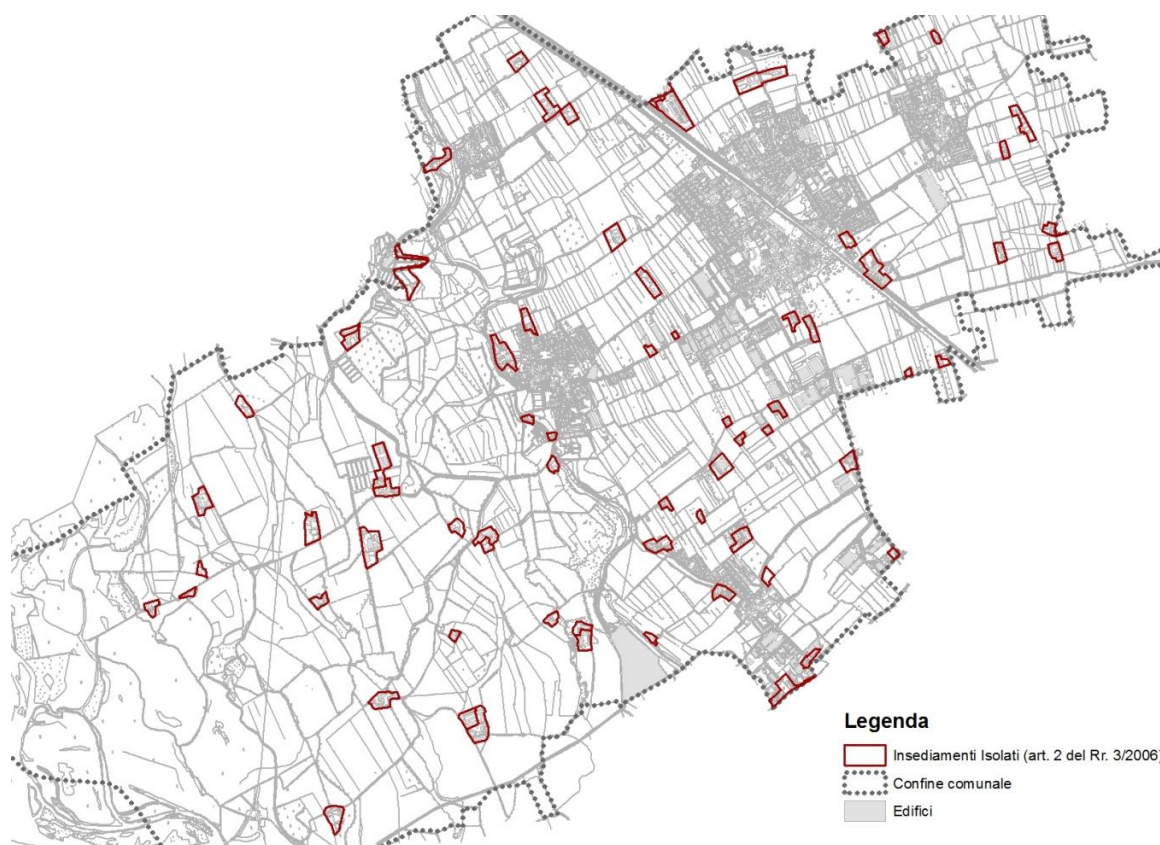 Legenda
Insediamenti Isolati (art. 2 del Rr. 3/2006)
Confine comunale
Edifici